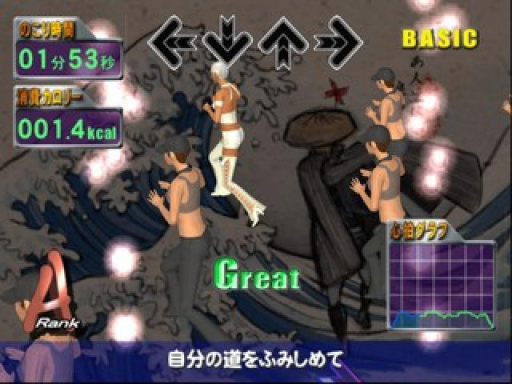 のこり時間
01分53秒
消費カロリー
001.4kcal
BASIC
Great
心拍グラフ
A
Rank
自分の道をふみしめて